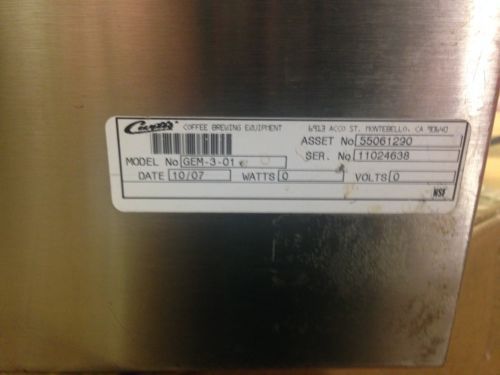 Curtis COFFEE BREWING EQUIPMENT 6913 ACCO ST. MONTEBELLO, CA 90640
ASSET No 55061290
MODEL No GEM-3-01 SER. No 11024638
DATE 10/07 WATTS 0 VOLTS 0
NSF